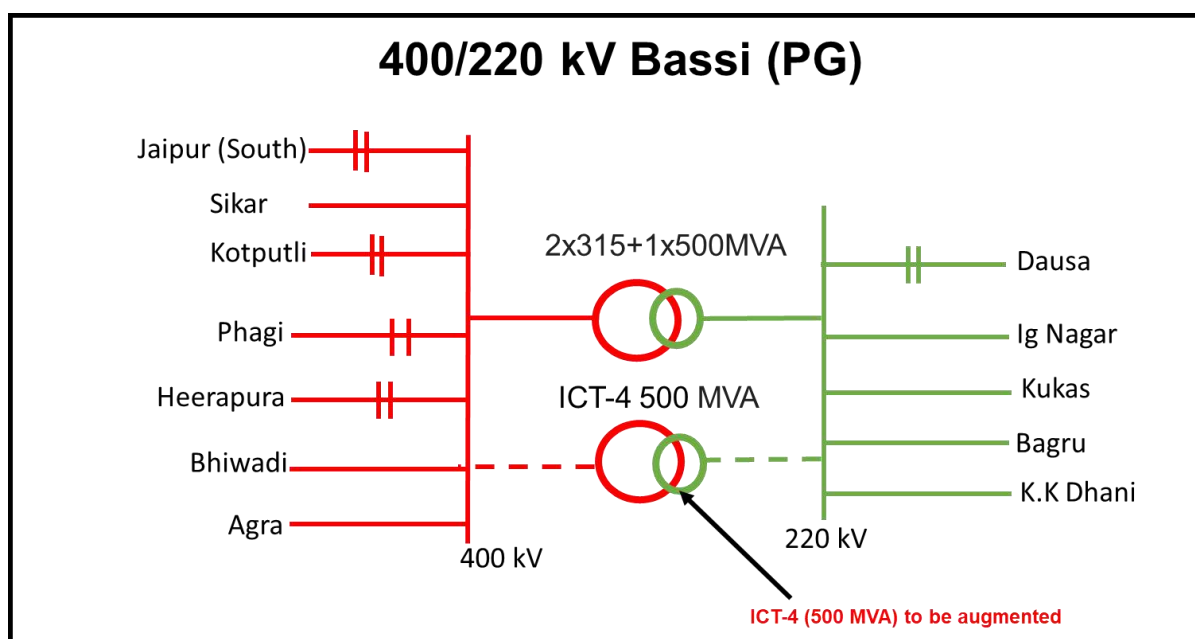 400/220 kV Bassi (PG)
Jaipur (South)
Sikar
Kotputli
Phagi
Heerapura
Bhiwadi
Agra
400 kV
2x315+1x500MVA
ICT-4 500 MVA
220 kV
Dausa
Ig Nagar
Kukas
Bagru
K.K Dhani
ICT-4 (500 MVA) to be augmented